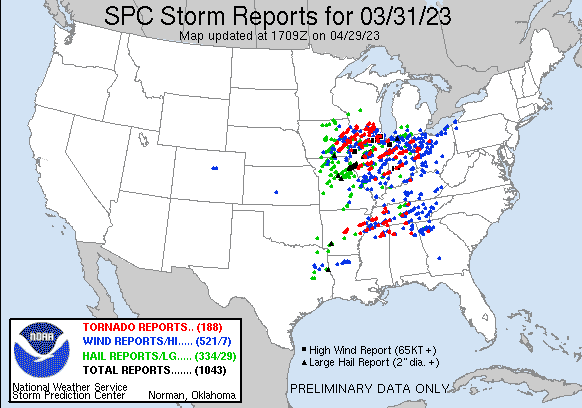 SPC Storm Reports for 03/31/23
Map updated at 1709Z on 04/29/23
TORNADO REPORTS.. (188)
WIND REPORTS/HI..... (521/7)
HAIL REPORTS/LG..... (334/29)
TOTAL REPORTS....... (1043)
NOAA
National Weather Service
Storm Prediction Center Norman, Oklahoma
High Wind Report (65KT +)
Large Hail Report (2" dia. +)
PRELIMINARY DATA ONLY